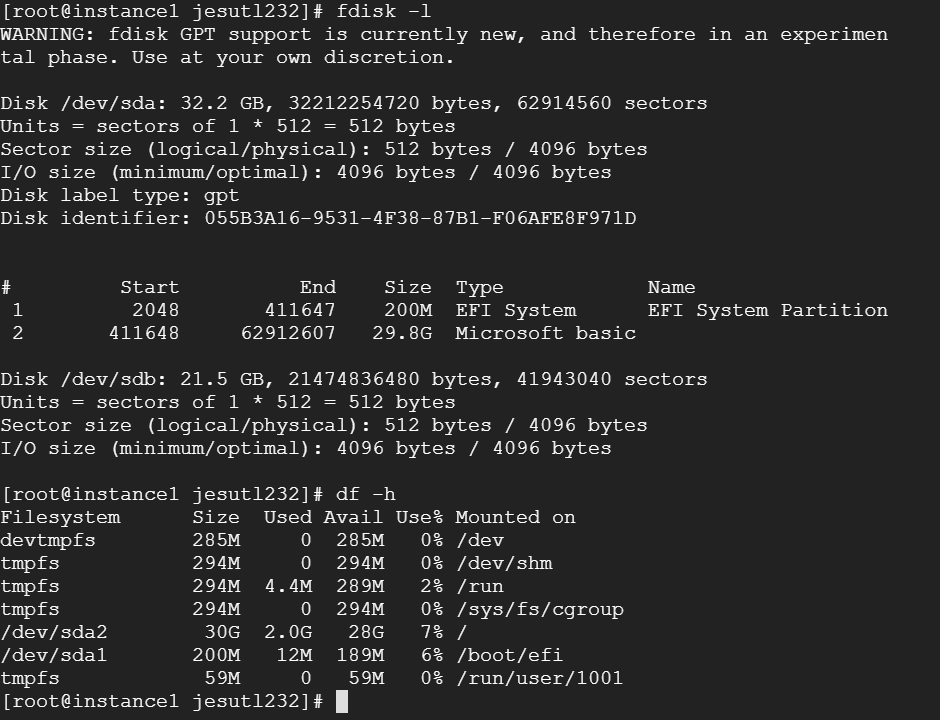 [root@instance1 jesutl232]# fdisk -l
WARNING: fdisk GPT support is currently new, and therefore in an experimen
tal phase. Use at your own discretion.

Disk /dev/sda: 32.2 GB, 32212254720 bytes, 62914560 sectors
Units = sectors of 1 * 512 = 512 bytes
Sector size (logical/physical): 512 bytes / 4096 bytes
I/O size (minimum/optimal): 4096 bytes / 4096 bytes
Disk label type: gpt
Disk identifier: 055B3A16-9531-4F38-87B1-F06AFE8F971D

#         Start          End    Size  Type            Name
 1         2048       411647    200M  EFI System      EFI System Partition
 2       411648     62912607   29.8G  Microsoft basic

Disk /dev/sdb: 21.5 GB, 21474836480 bytes, 41943040 sectors
Units = sectors of 1 * 512 = 512 bytes
Sector size (logical/physical): 512 bytes / 4096 bytes
I/O size (minimum/optimal): 4096 bytes / 4096 bytes

[root@instance1 jesutl232]# df -h
Filesystem      Size  Used Avail Use% Mounted on
devtmpfs        285M     0  285M   0% /dev
tmpfs           294M     0  294M   0% /dev/shm
tmpfs           294M  4.4M  289M   2% /run
tmpfs           294M     0  294M   0% /sys/fs/cgroup
/dev/sda2        30G  2.0G   28G   7% /
/dev/sda1       200M   12M  189M   6% /boot/efi
tmpfs            59M     0   59M   0% /run/user/1001
[root@instance1 jesutl232]#